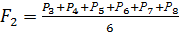 F₂ = (P₃+P₄+P₅+P₆+P₇+P₈)/6